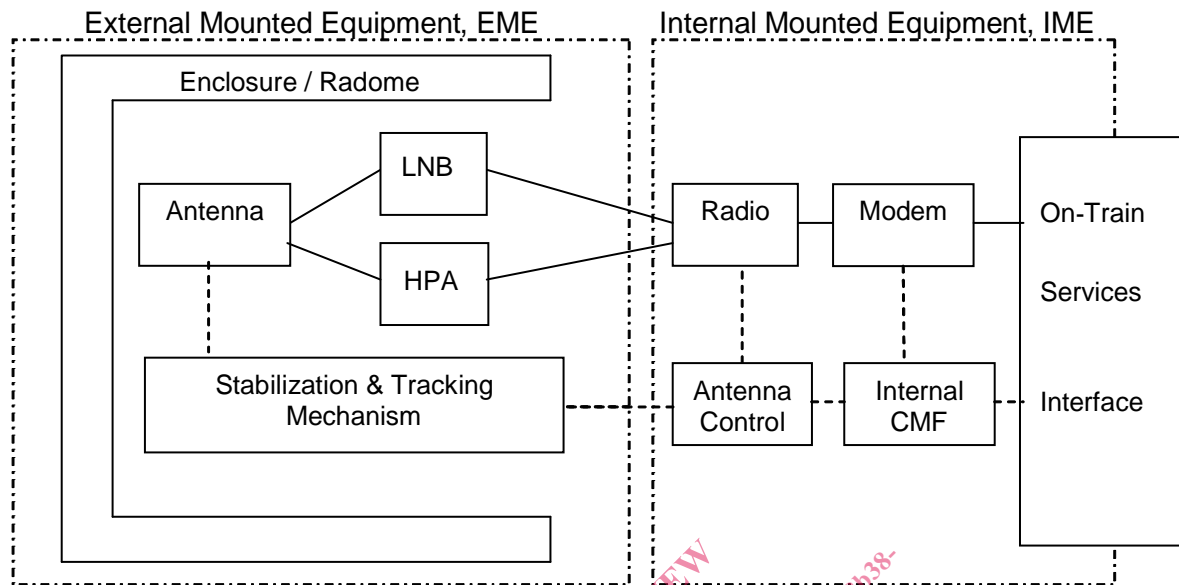 External Mounted Equipment, EME
Internal Mounted Equipment, IME
Enclosure / Radome
LNB
Antenna
HPA
Radio
Modem
On-Train
Services
Interface
Stabilization & Tracking
Mechanism
Antenna
Control
Internal
CMF